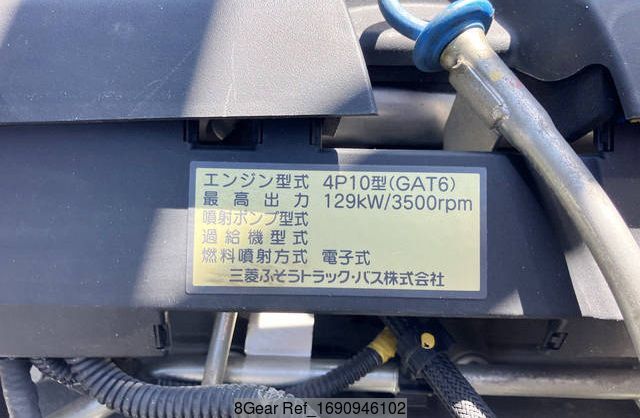 エンジン型式 4P10型(GAT6)
最高出力 129kW/3500rpm
噴射ポンプ型式
過給機型式
燃料噴射方式 電子式
三菱ふそうトラック・バス株式会社
8Gear Ref_1690946102